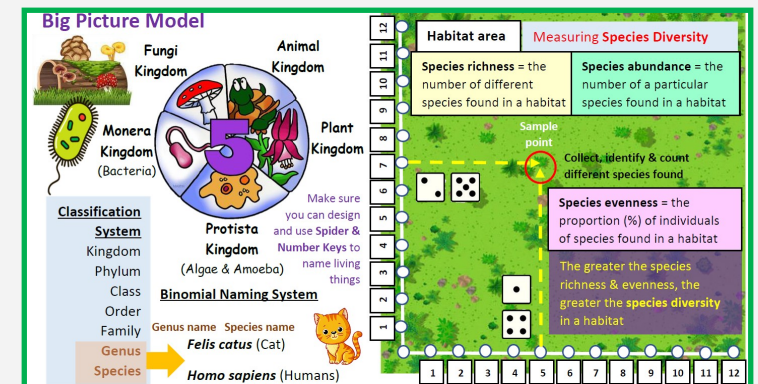 Big Picture Model
Fungi
Kingdom
Animal
Kingdom
5
Monera
Kingdom
(Bacteria)
Plant
Kingdom
Protista
Kingdom
(Algae & Amoeba)
Make sure
you can design
and use Spider &
Number Keys to
name living
things
Classification
System
Kingdom
Phylum
Class
Order
Family
Genus
Species
Binomial Naming System
Genus name Species name
Felis catus (Cat)
Homo sapiens (Humans)
Habitat area
Measuring Species Diversity
Species richness = the
number of different
species found in a habitat
Species abundance = the
number of a particular
species found in a habitat
Sample
point
Collect, identify & count
different species found
Species evenness = the
proportion (%) of individuals
of species found in a habitat
The greater the species
richness & evenness, the
greater the species diversity
in a habitat
12
11
10
9
8
7
6
5
4
3
2
1
1 2 3 4 5 6 7 8 9 10 11 12